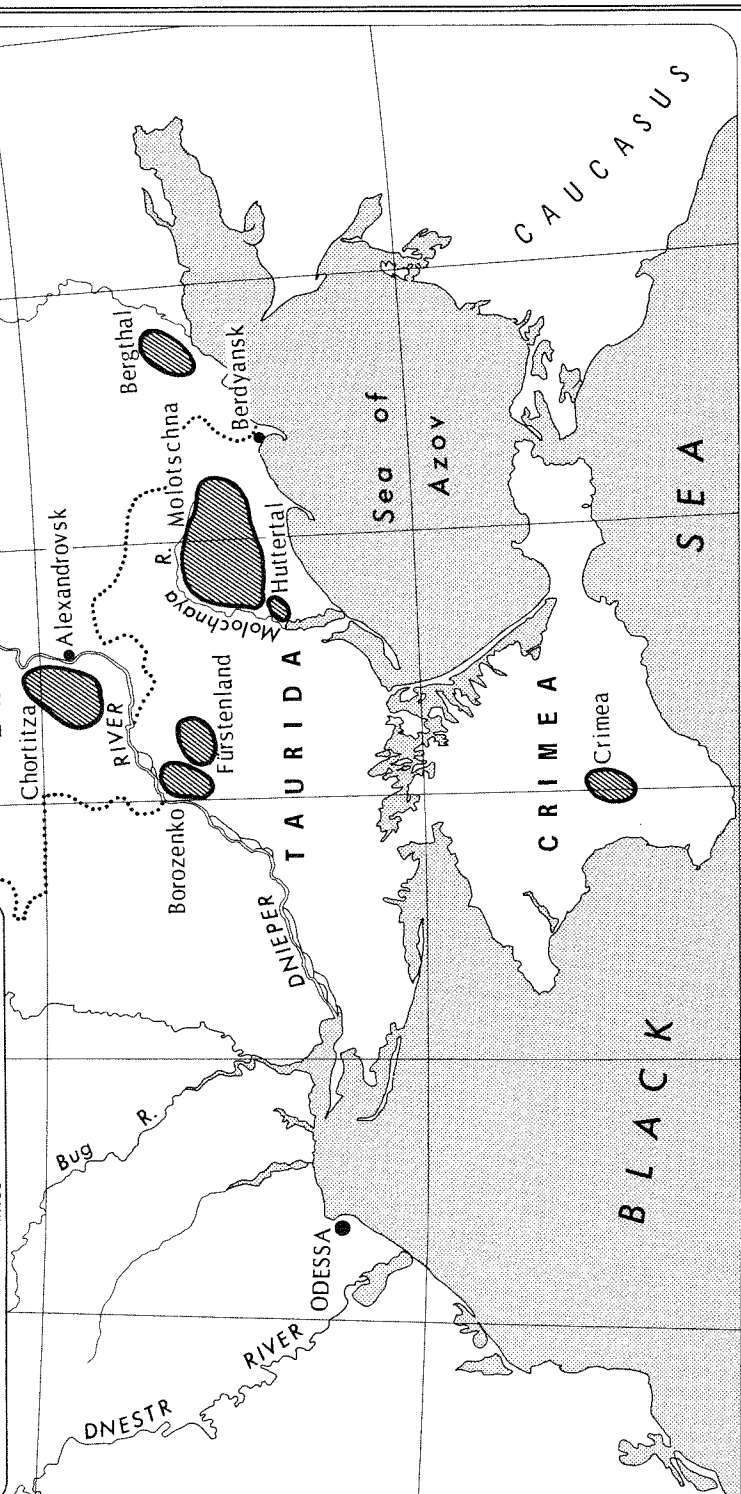 Chortitza
Alexandrovsk
RIVER
Borozenko
Fürstenland
Molotschna
Molochnaya R.
Huttertal
Bergthal
Berdyansk
TAURIDA
DNIEPER
Bug R.
DNESTR RIVER
ODESSA
Sea of
Azov
CAUCASUS
CRIMEA
Crimea
BLACK SEA